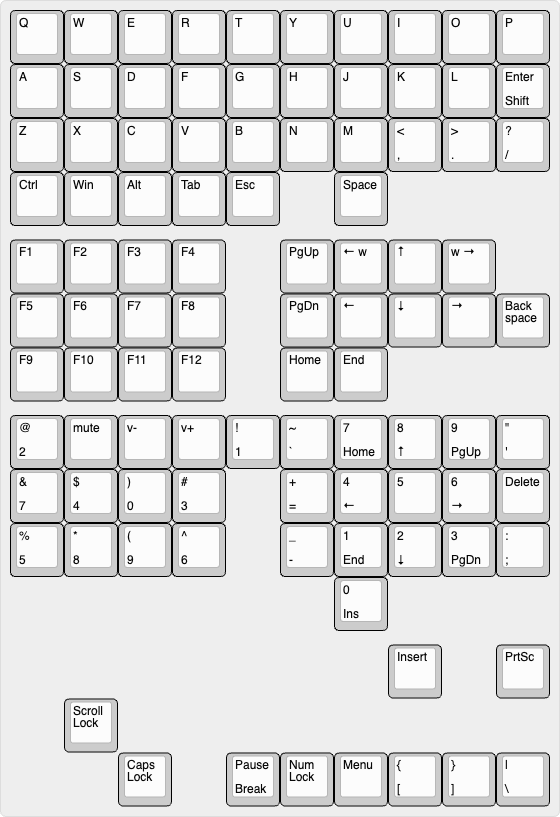 Q W E R T Y U I O P
A S D F G H J K L Enter
Shift
Z X C V B N M < > ?
, . /
Ctrl Win Alt Tab Esc Space
F1 F2 F3 F4 PgUp ← w ↑ w →
F5 F6 F7 F8 PgDn ← ↓ → Back
space
F9 F10 F11 F12 Home End
@ mute v- v+ ! ~ 7 8 9 "
2 1 ` Home ↑ PgUp '
& $ ) # + 4 5 6 Delete
7 4 0 3 = ← →
% * ( ^ _ 1 2 3 :
5 8 9 6 - End ↓ PgDn ;
0
Ins
Insert PrtSc
Scroll
Lock
Caps Pause Num Menu { } |
Lock Break Lock [ ] \